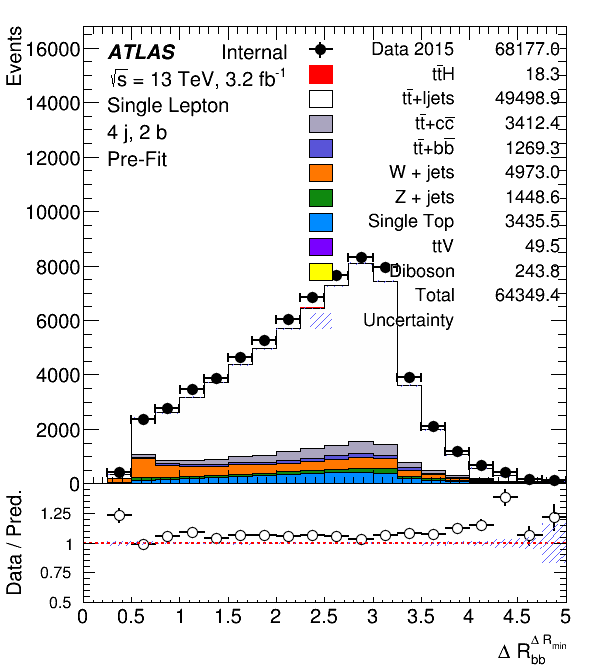 Events
16000
14000
12000
10000
8000
6000
4000
2000
0
ATLAS Internal
√s = 13 TeV, 3.2 fb⁻¹
Single Lepton
4 j, 2 b
Pre-Fit
Data 2015 68177.0
tt̄H 18.3
tt̄+ljets 49498.9
tt̄+cc̄ 3412.4
tt̄+bb̄ 1269.3
W + jets 4973.0
Z + jets 1448.6
Single Top 3435.5
ttV 49.5
Diboson 243.8
Total 64349.4
Uncertainty
Data / Pred.
1.25
1
0.75
0.5
0 0.5 1 1.5 2 2.5 3 3.5 4 4.5 5
Δ R_bb^Δ R_min